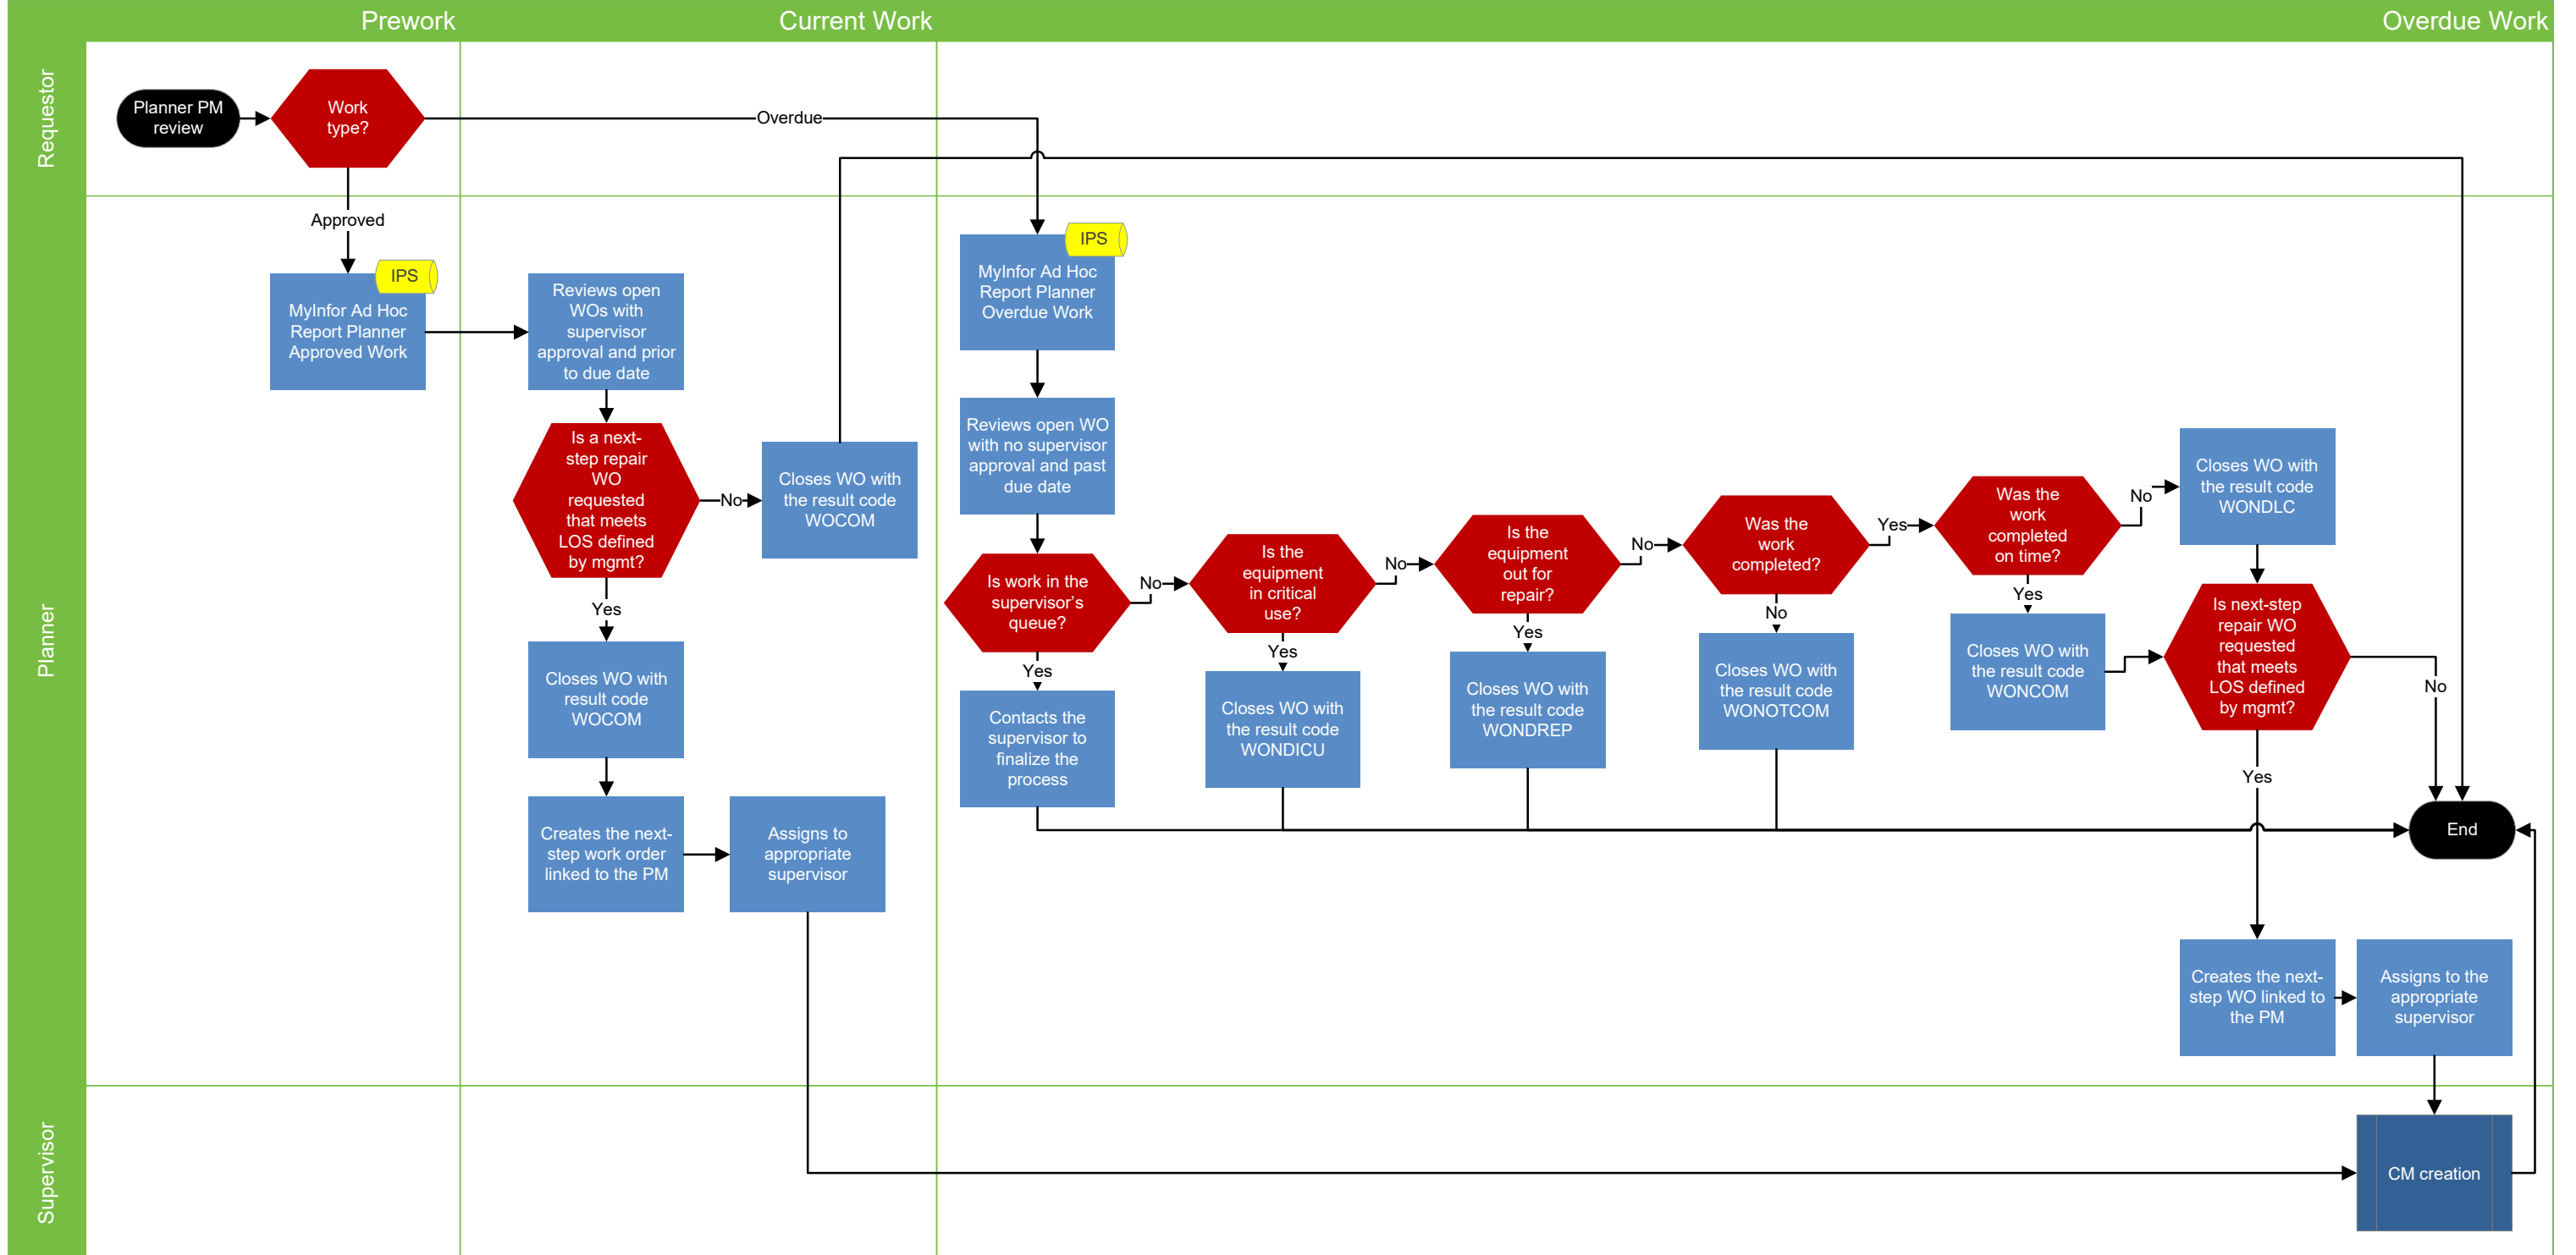 Prework
Current Work
Overdue Work
Requestor
Planner PM
review
Work
type?
Overdue
Approved
IPS
MyInfor Ad Hoc
Report Planner
Approved Work
Planner
Reviews open
WOs with
supervisor
approval and prior
to due date
Is a next-
step repair
WO
requested
that meets
LOS defined
by mgmt?
No
Closes WO with
the result code
WOCOM
Yes
Closes WO with
result code
WOCOM
Creates the next-
step work order
linked to the PM
Assigns to
appropriate
supervisor
IPS
MyInfor Ad Hoc
Report Planner
Overdue Work
Reviews open WO
with no supervisor
approval and past
due date
Is work in the
supervisor’s
queue?
No
Yes
Contacts the
supervisor to
finalize the
process
Is the
equipment
in critical
use?
No
Yes
Closes WO with
the result code
WONDICU
Is the
equipment
out for
repair?
No
Yes
Closes WO with
the result code
WONDREP
Was the
work
completed?
Yes
No
Closes WO with
the result code
WONOTCOM
Was the
work
completed
on time?
No
Yes
Closes WO with
the result code
WONCOM
Closes WO with
the result code
WONDLC
Is next-step
repair WO
requested
that meets
LOS defined
by mgmt?
No
Yes
End
Creates the next-
step WO linked to
the PM
Assigns to the
appropriate
supervisor
Supervisor
CM creation